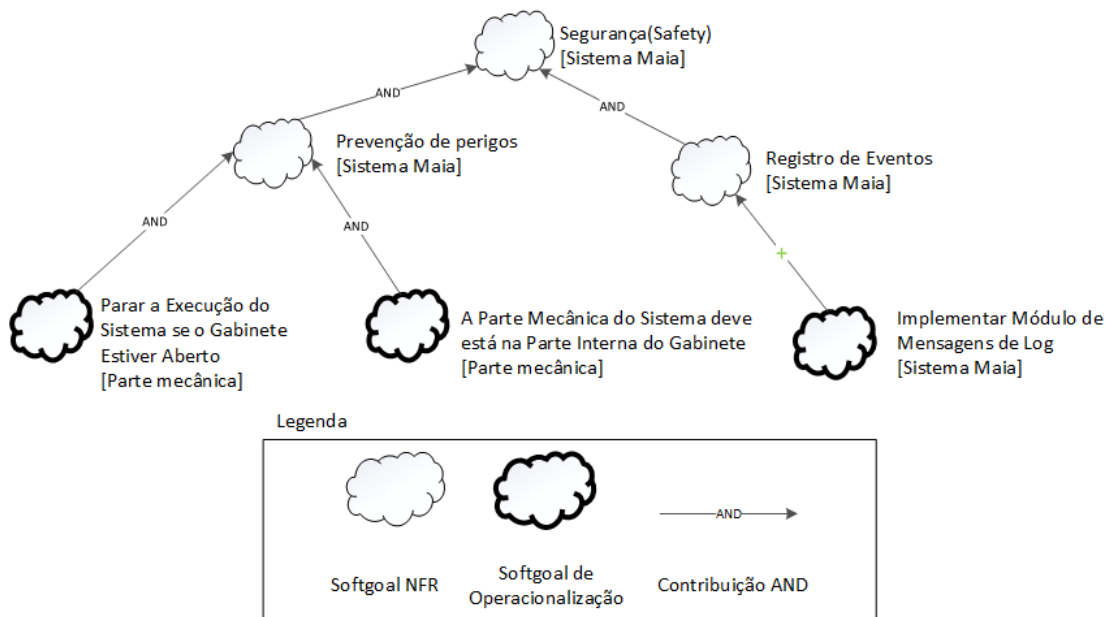 Segurança(Safety)
[Sistema Maia]
AND
AND
Prevenção de perigos
[Sistema Maia]
Registro de Eventos
[Sistema Maia]
AND
AND
+
Parar a Execução do
Sistema se o Gabinete
Estiver Aberto
[Parte mecânica]
A Parte Mecânica do Sistema deve
está na Parte Interna do Gabinete
[Parte mecânica]
Implementar Módulo de
Mensagens de Log
[Sistema Maia]
Legenda
AND
Softgoal NFR
Softgoal de
Operacionalização
Contribuição AND